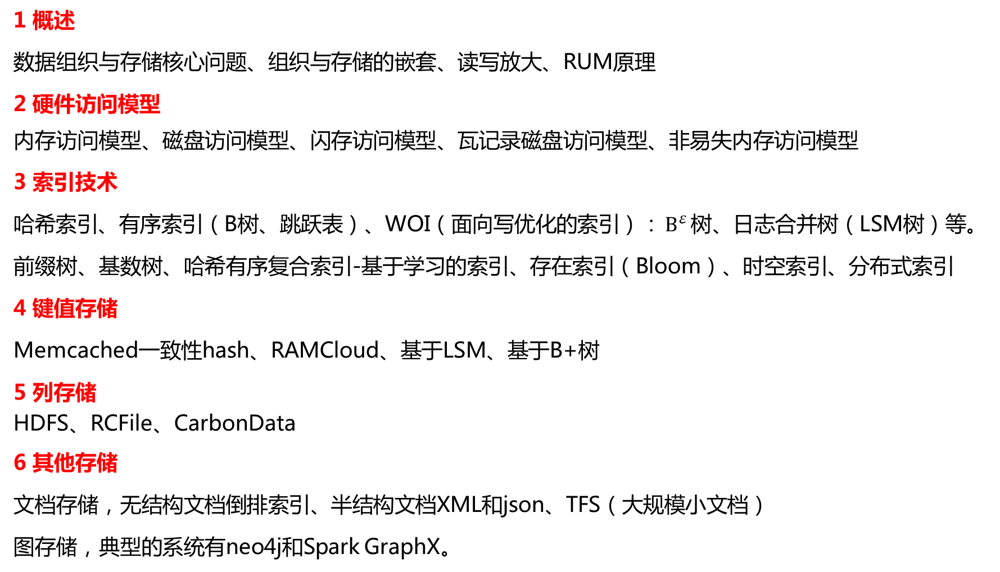 1 概述
数据组织与存储核心问题、组织与存储的嵌套、读写放大、RUM原理
2 硬件访问模型
内存访问模型、磁盘访问模型、闪存访问模型、瓦记录磁盘访问模型、非易失内存访问模型
3 索引技术
哈希索引、有序索引（B树、跳跃表）、WOI（面向写优化的索引）：B^ε树、日志合并树（LSM树）等。
前缀树、基数树、哈希有序复合索引-基于学习的索引、存在索引（Bloom）、时空索引、分布式索引
4 键值存储
Memcached一致性hash、RAMCloud、基于LSM、基于B+树
5 列存储
HDFS、RCFile、CarbonData
6 其他存储
文档存储，无结构文档倒排索引、半结构文档XML和json、TFS（大规模小文档）
图存储，典型的系统有neo4j和Spark GraphX。